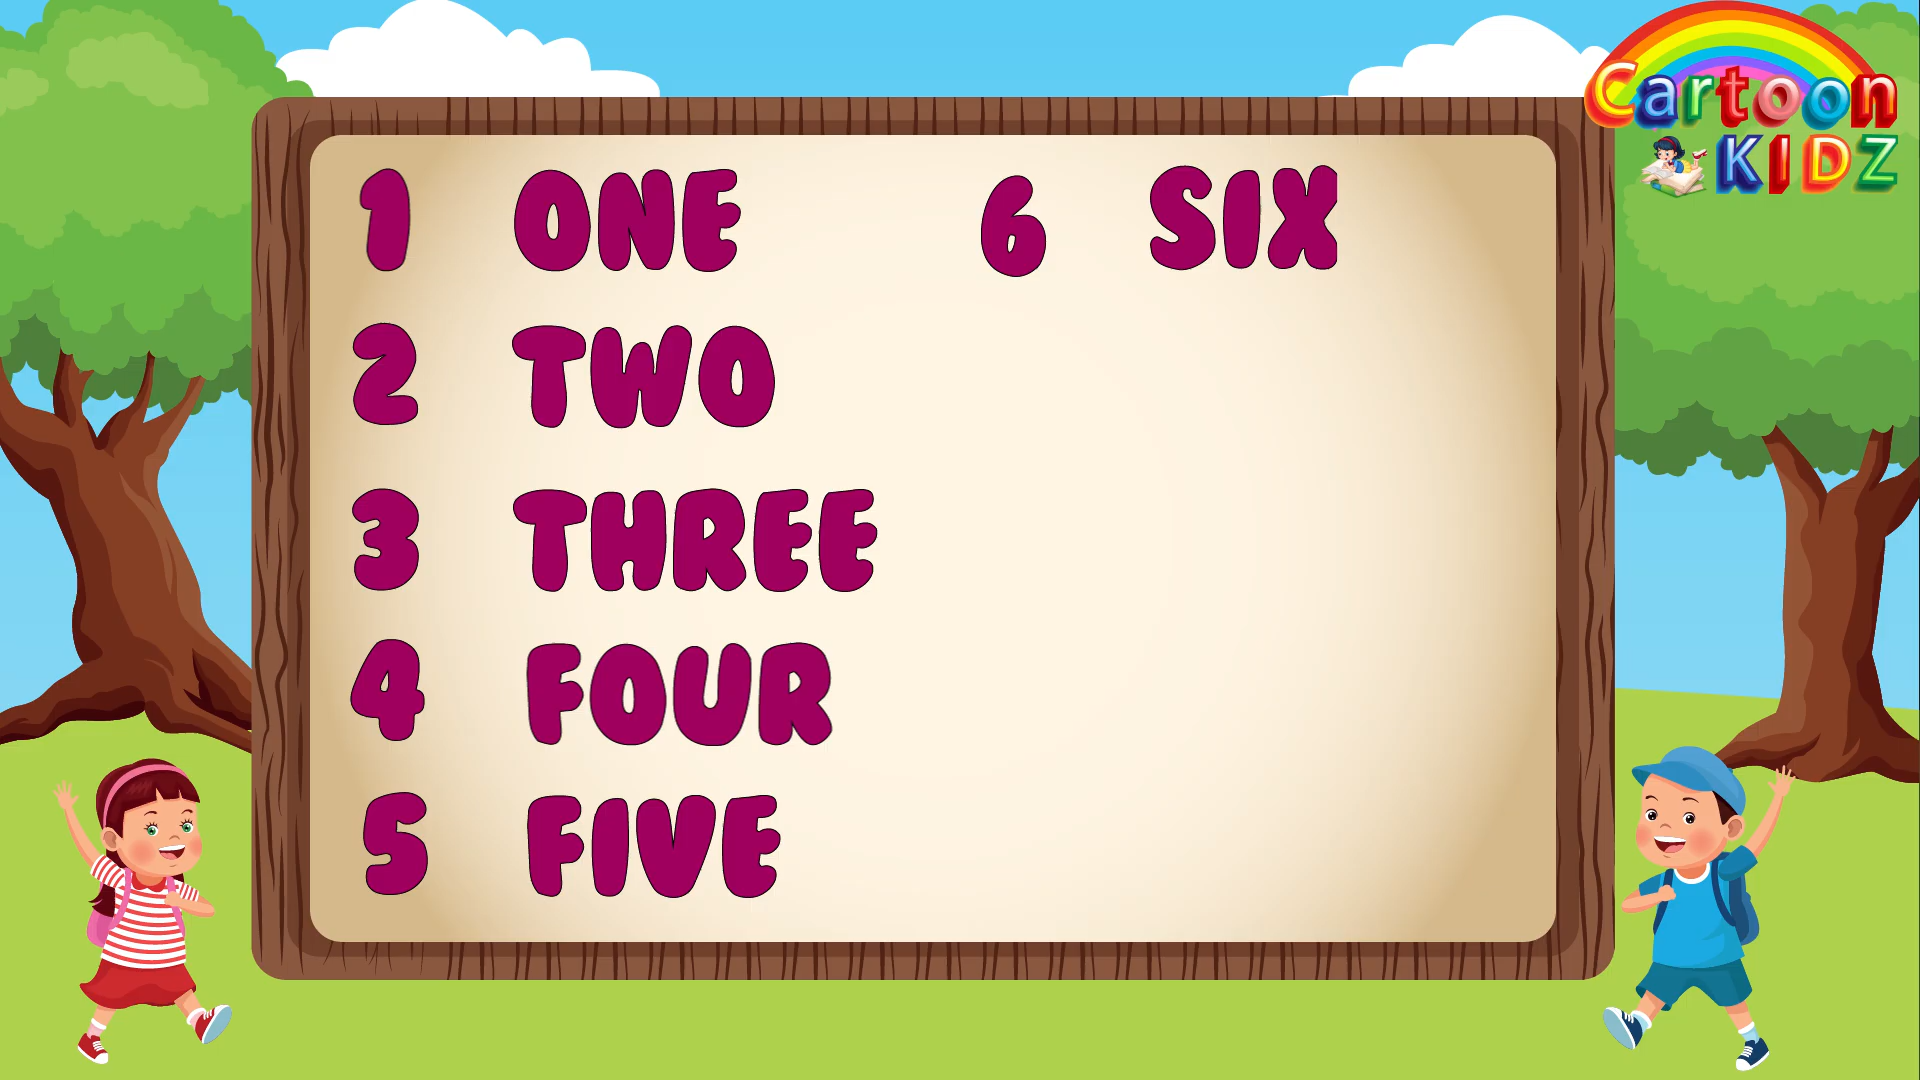 1 ONE
2 TWO
3 THREE
4 FOUR
5 FIVE
6 SIX
Cartoon
KIDZ